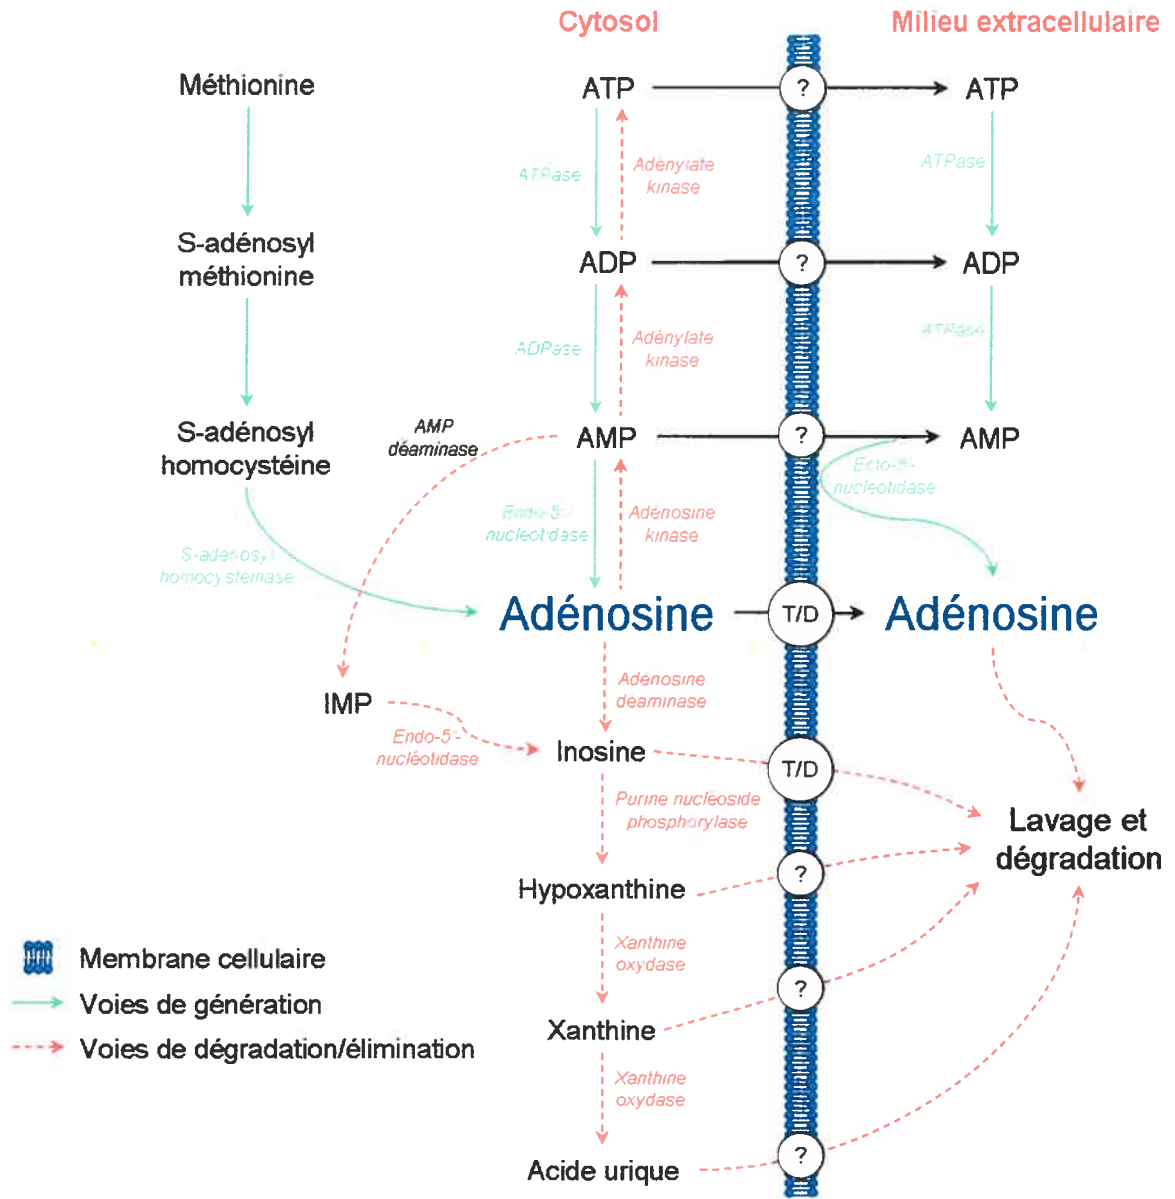 Cytosol
Milieu extracellulaire
Méthionine
ATP
?
ATP
ATPase
Adénylate
kinase
ATPase
S-adénosyl
méthionine
ADP
?
ADP
ADPase
Adénylate
kinase
ATPase
S-adénosyl
homocystéine
AMP
déaminase
AMP
?
AMP
Ecto-5'-
nucleotidase
Endo-5'-
nucleotidase
Adénosine
kinase
S-adenosyl
homocysteinase
Adénosine
T/D
Adénosine
Adénosine
déaminase
IMP
Endo-5'-
nucléotidase
Inosine
T/D
Purine nucléoside
phosphorylase
Lavage et
dégradation
Hypoxanthine
?
Xanthine
oxydase
Membrane cellulaire
Voies de génération
Voies de dégradation/élimination
?
Xanthine
Xanthine
oxydase
Acide urique
?